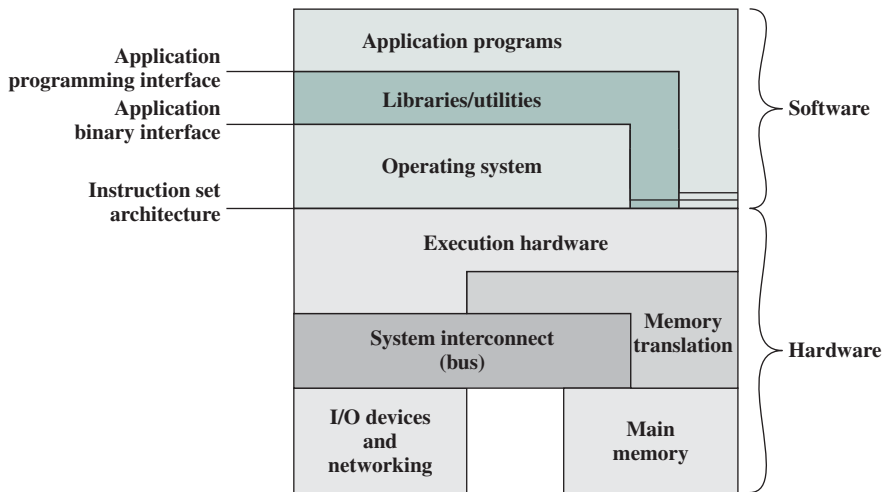 Application programs
Application
programming interface
Libraries/utilities
Software
Application
binary interface
Operating system
Instruction set
architecture
Execution hardware
Memory
translation
System interconnect
(bus)
Hardware
I/O devices
and
networking
Main
memory